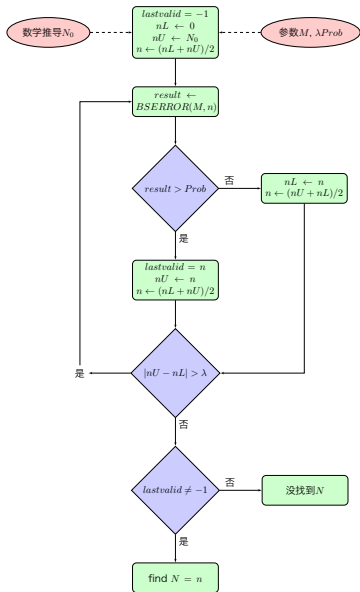 lastvalid = −1
nL ← 0
nU ← N₀
n ← (nL + nU)/2
数学推导N₀
参数M, λProb
result ←
BSERROR(M, n)
result > Prob
否
nL ← n
n ← (nU + nL)/2
是
lastvalid = n
nU ← n
n ← (nL + nU)/2
|nU − nL| > λ
是
否
lastvalid ≠ −1
否
没找到N
是
find N = n